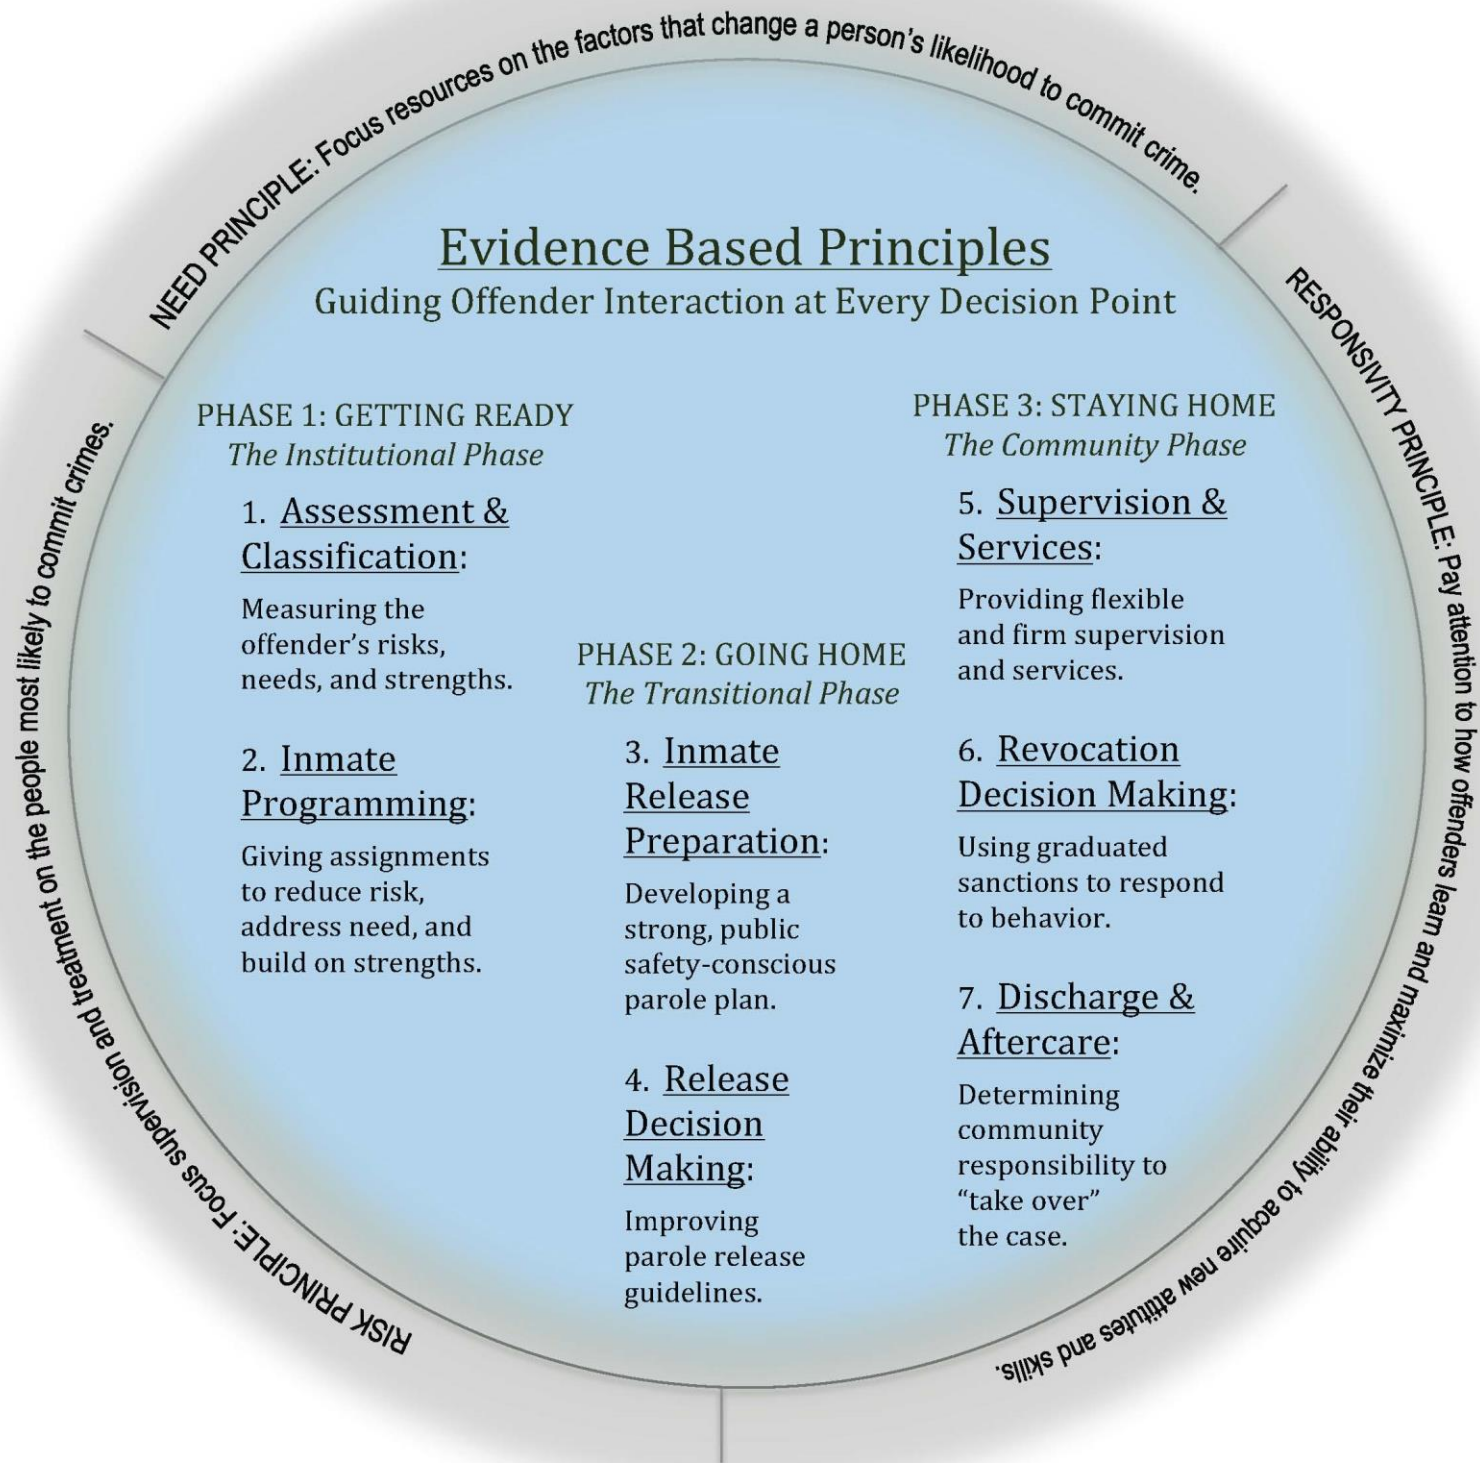 NEED PRINCIPLE: Focus resources on the factors that change a person's likelihood to commit crime.
RESPONSIVITY PRINCIPLE: Pay attention to how offenders learn and maximize their ability to acquire new attitutes and skills.
RISK PRINCIPLE: Focus supervision and treatment on the people most likely to commit crimes.
Evidence Based Principles
Guiding Offender Interaction at Every Decision Point
PHASE 1: GETTING READY
The Institutional Phase
1. Assessment &
Classification:
Measuring the
offender's risks,
needs, and strengths.
2. Inmate
Programming:
Giving assignments
to reduce risk,
address need, and
build on strengths.
PHASE 2: GOING HOME
The Transitional Phase
3. Inmate
Release
Preparation:
Developing a
strong, public
safety-conscious
parole plan.
4. Release
Decision
Making:
Improving
parole release
guidelines.
PHASE 3: STAYING HOME
The Community Phase
5. Supervision &
Services:
Providing flexible
and firm supervision
and services.
6. Revocation
Decision Making:
Using graduated
sanctions to respond
to behavior.
7. Discharge &
Aftercare:
Determining
community
responsibility to
“take over”
the case.